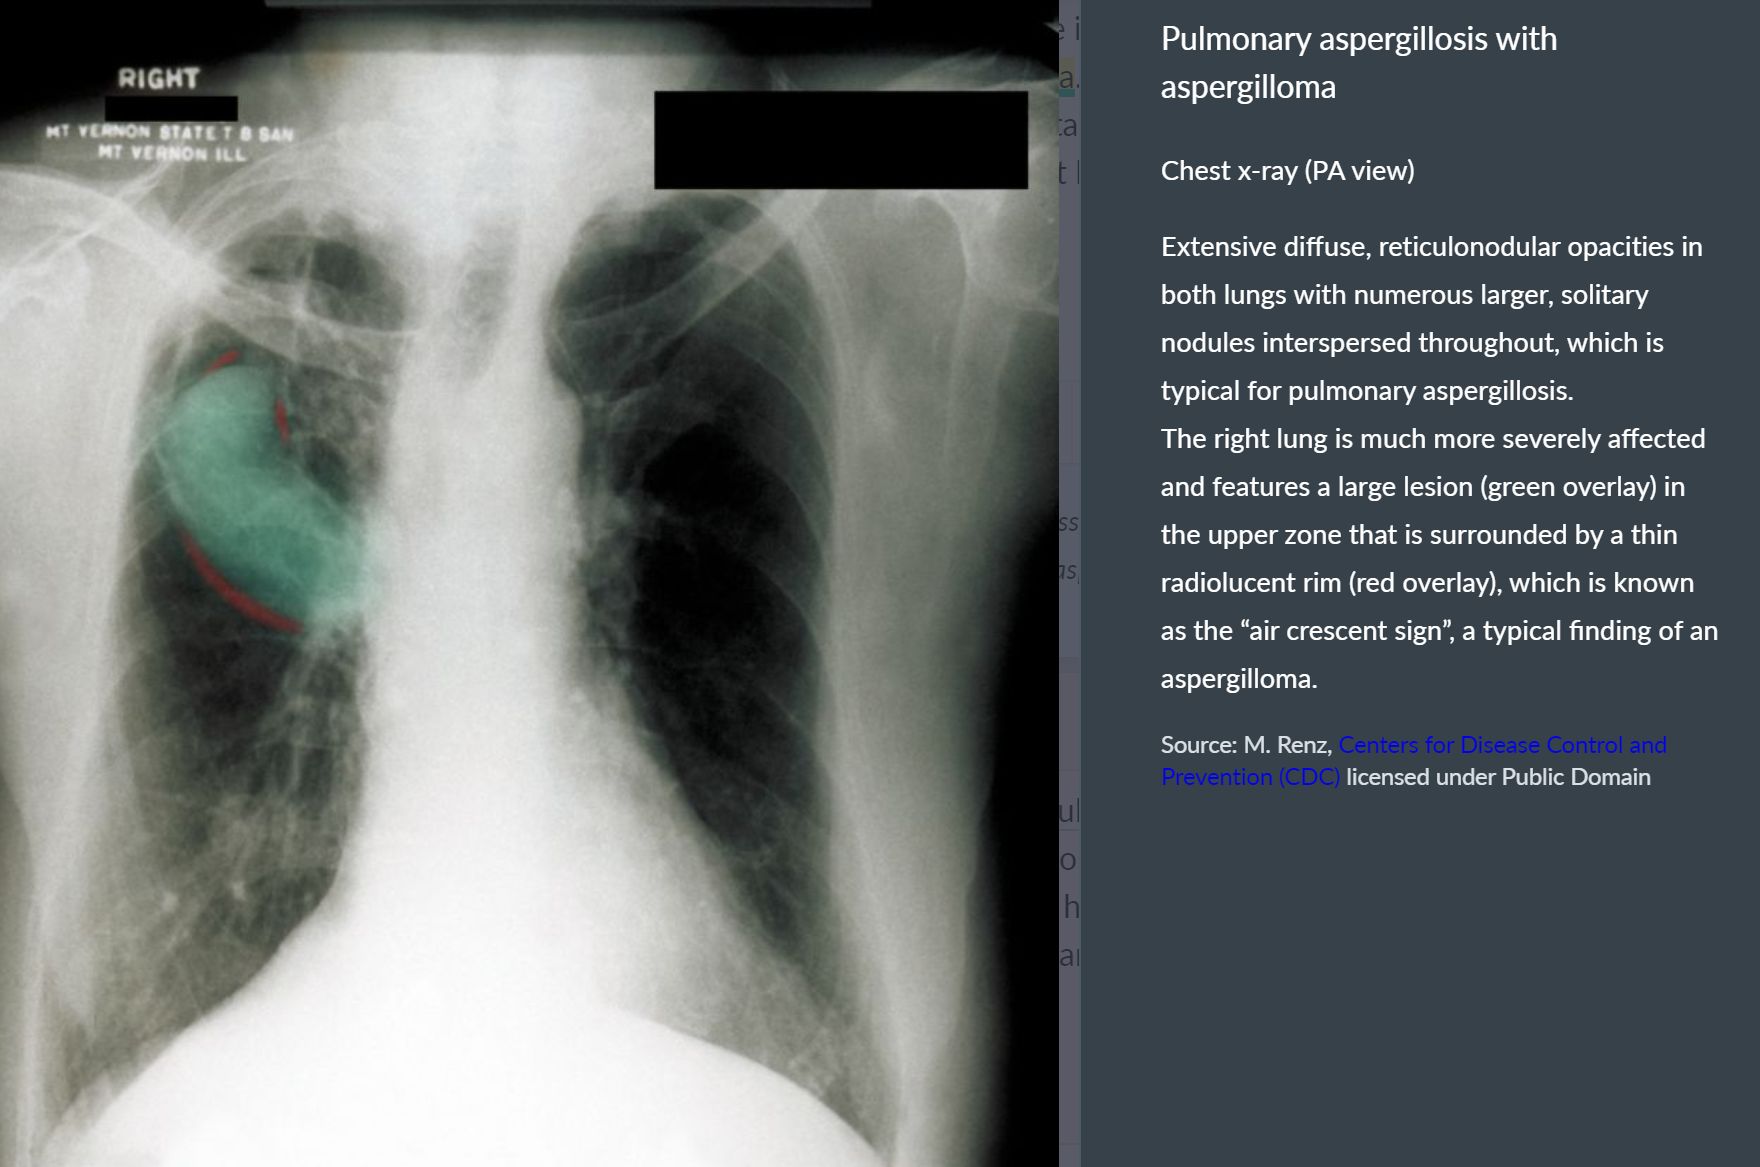 RIGHT
MT VERNON STATE T B SAN
MT VERNON ILL
Pulmonary aspergillosis with
aspergilloma
Chest x-ray (PA view)
Extensive diffuse, reticulonodular opacities in
both lungs with numerous larger, solitary
nodules interspersed throughout, which is
typical for pulmonary aspergillosis.
The right lung is much more severely affected
and features a large lesion (green overlay) in
the upper zone that is surrounded by a thin
radiolucent rim (red overlay), which is known
as the “air crescent sign”, a typical finding of an
aspergilloma.
Source: M. Renz, Centers for Disease Control and
Prevention (CDC) licensed under Public Domain